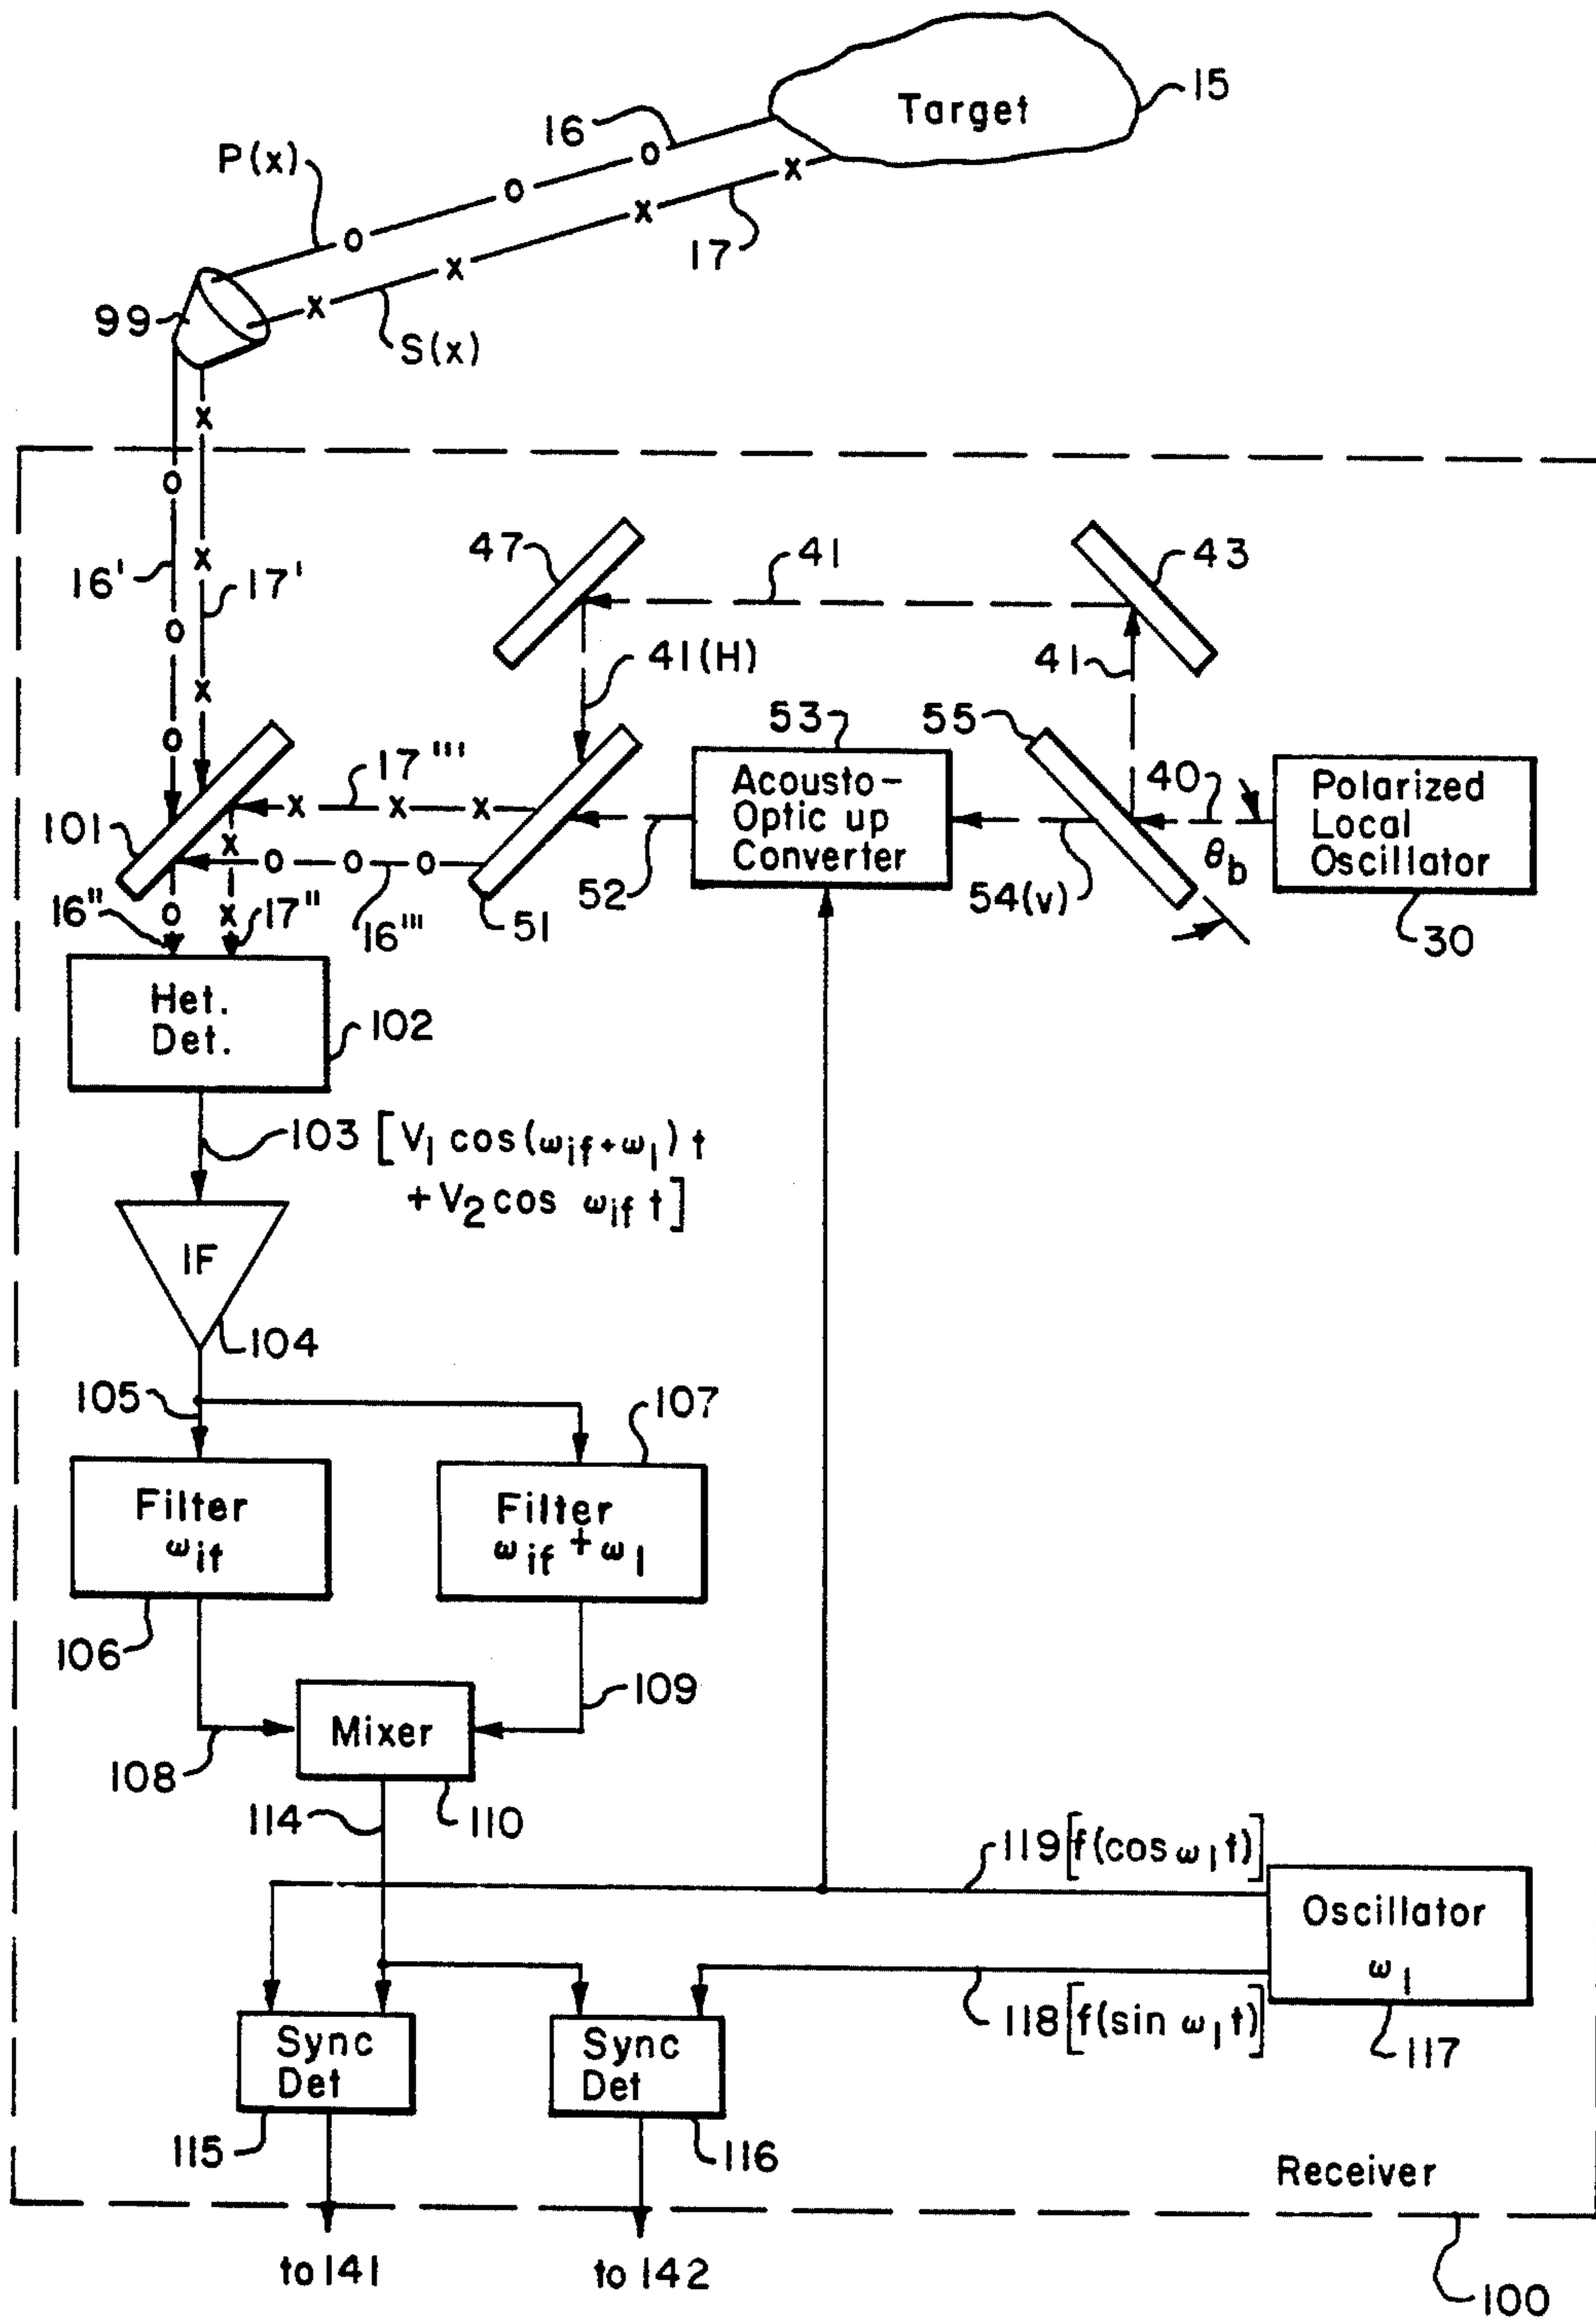 Target
15
16
P(x)
17
99
S(x)
16'
17'
47
41
43
41(H)
41
53
55
17'''
Acousto-
Optic up
Converter
40
θb
Polarized
Local
Oscillator
101
16''
17''
16'''
51
52
54(v)
30
Het.
Det.
102
103 [V1 cos(ωif+ω1) t
+V2 cos ωif t]
IF
104
105
107
Filter
ωif
Filter
ωif + ω1
106
109
Mixer
108
114
110
119[f(cos ω1 t)]
Oscillator
ω1
118[f(sin ω1 t)]
117
Sync
Det
Sync
Det
115
116
Receiver
to 141
to 142
100